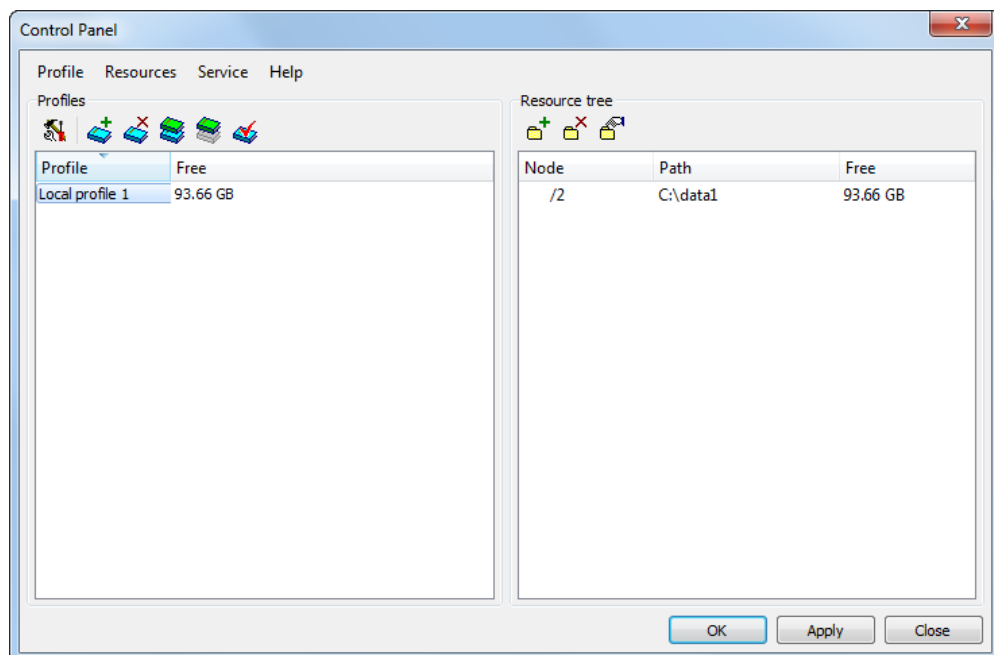 Control Panel
Profile Resources Service Help
Profiles
Resource tree
Profile Free
Local profile 1 93.66 GB
Node Path Free
/2 C:\data1 93.66 GB
OK Apply Close